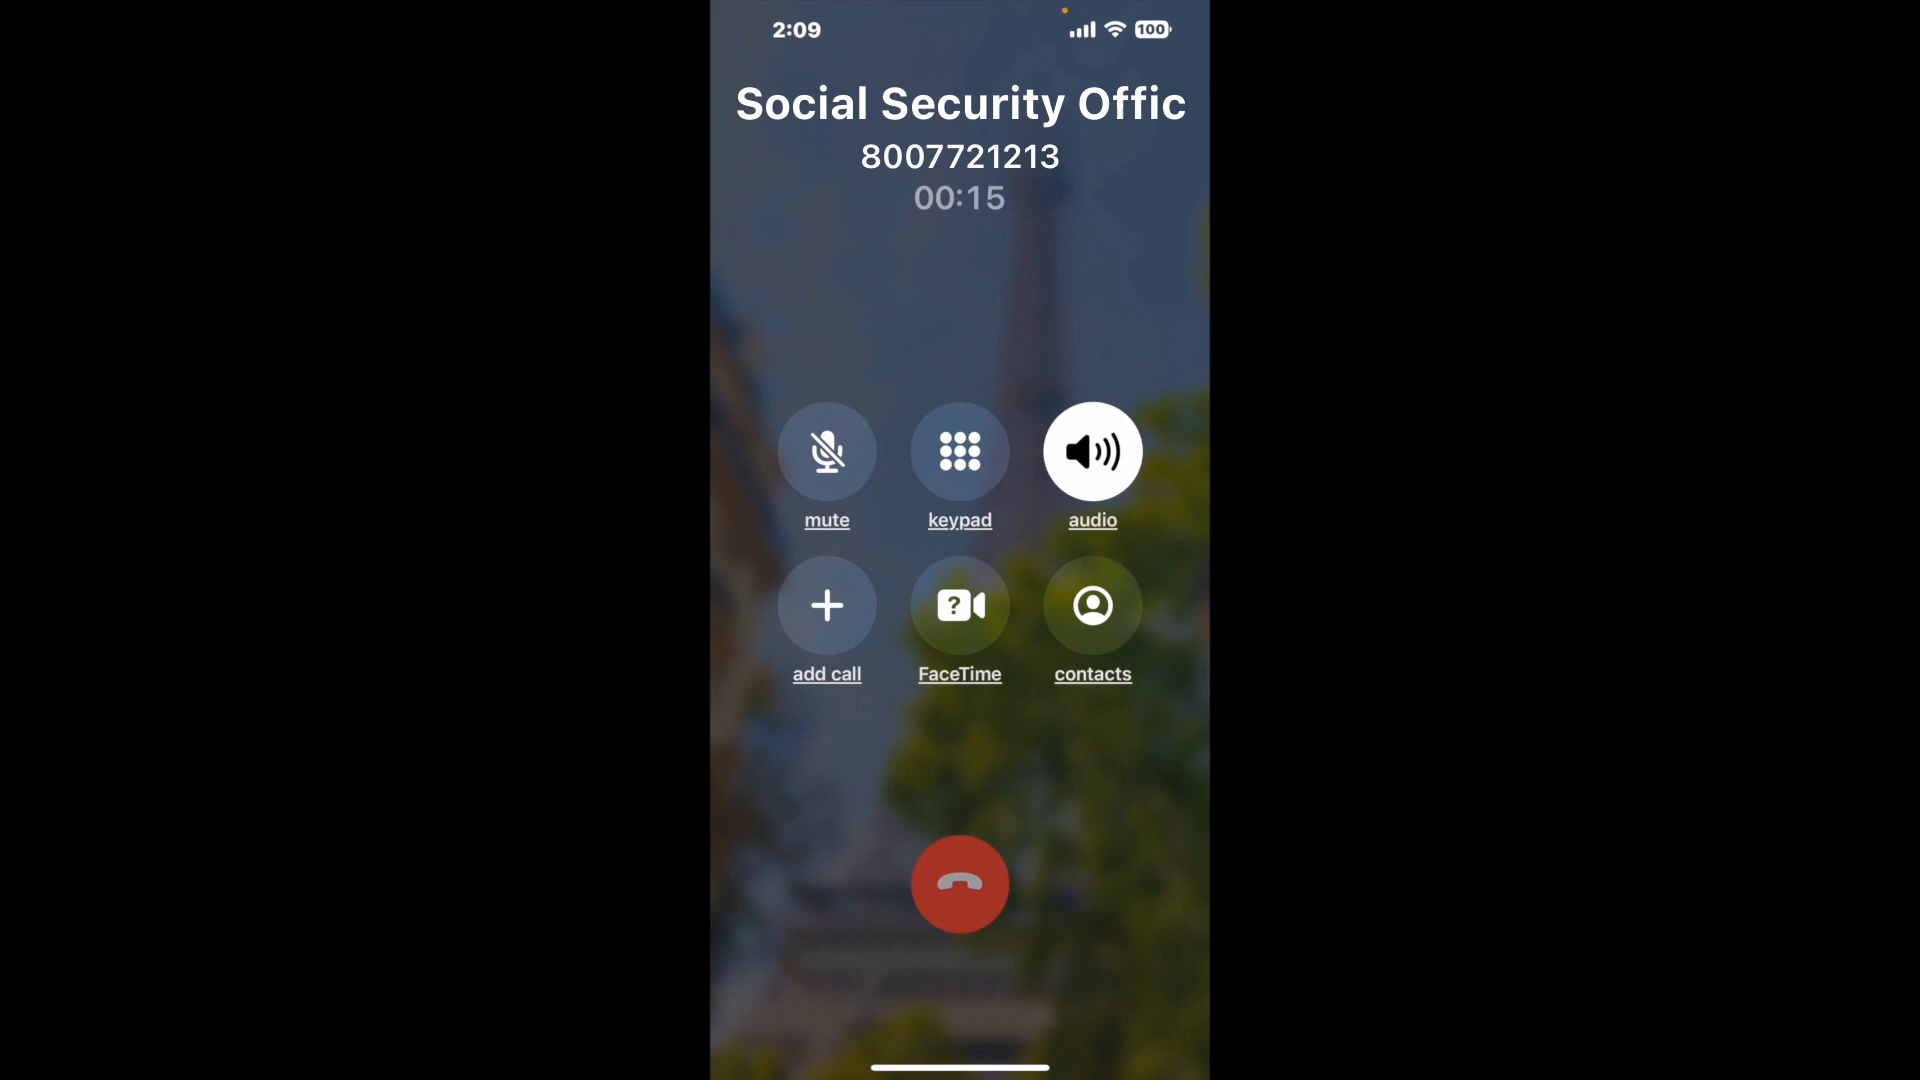 2:09
100
Social Security Offic
8007721213
00:15
mute
keypad
audio
?
add call
FaceTime
contacts